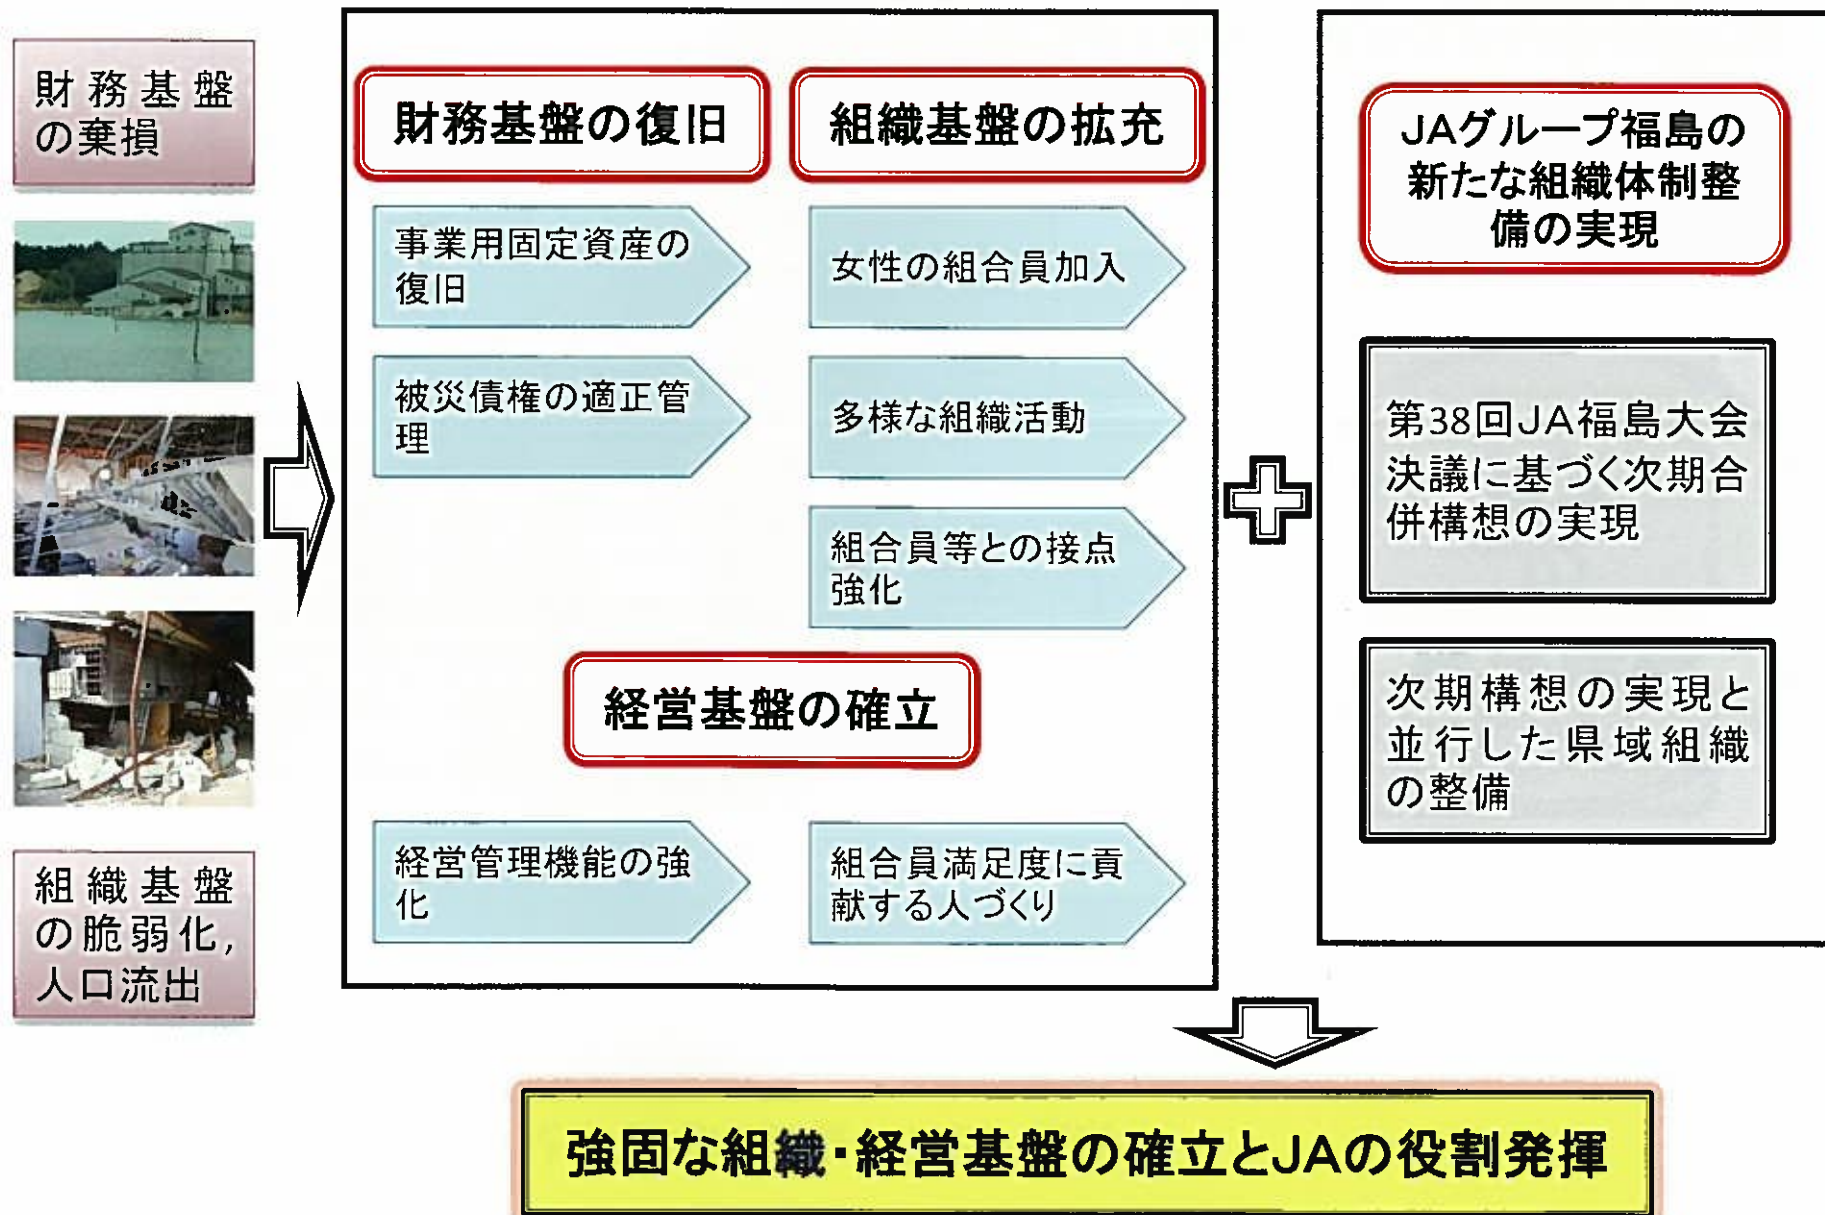 財務基盤
の棄損
組織基盤
の脆弱化,
人口流出
財務基盤の復旧
事業用固定資産の
復旧
被災債権の適正管
理
組織基盤の拡充
女性の組合員加入
多様な組織活動
組合員等との接点
強化
経営基盤の確立
経営管理機能の強
化
組合員満足度に貢
献する人づくり
JAグループ福島の
新たな組織体制整
備の実現
第38回JA福島大会
決議に基づく次期合
併構想の実現
次期構想の実現と
並行した県域組織
の整備
強固な組織・経営基盤の確立とJAの役割発揮